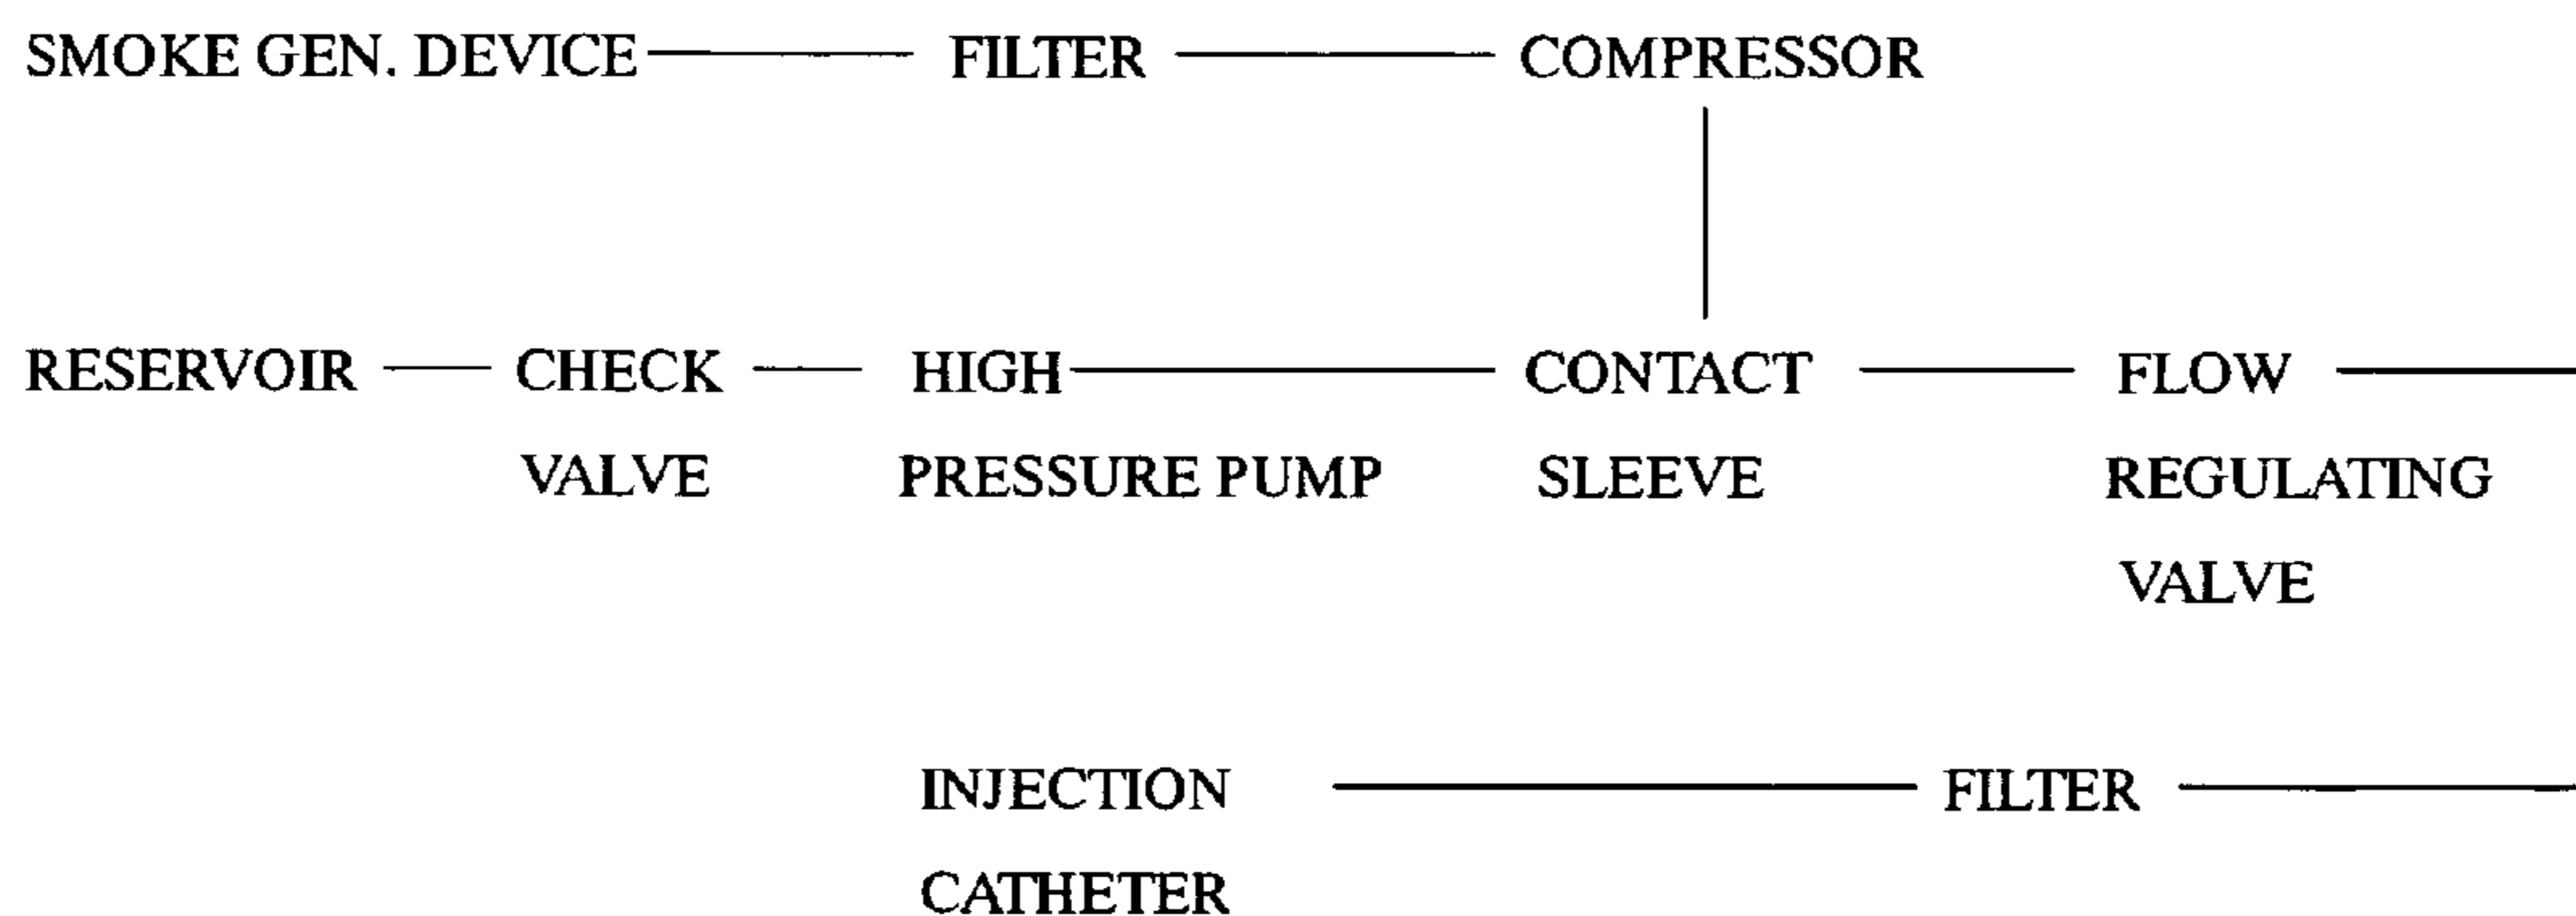 SMOKE GEN. DEVICE FILTER COMPRESSOR
RESERVOIR CHECK HIGH CONTACT FLOW
VALVE PRESSURE PUMP SLEEVE REGULATING
VALVE
INJECTION FILTER
CATHETER